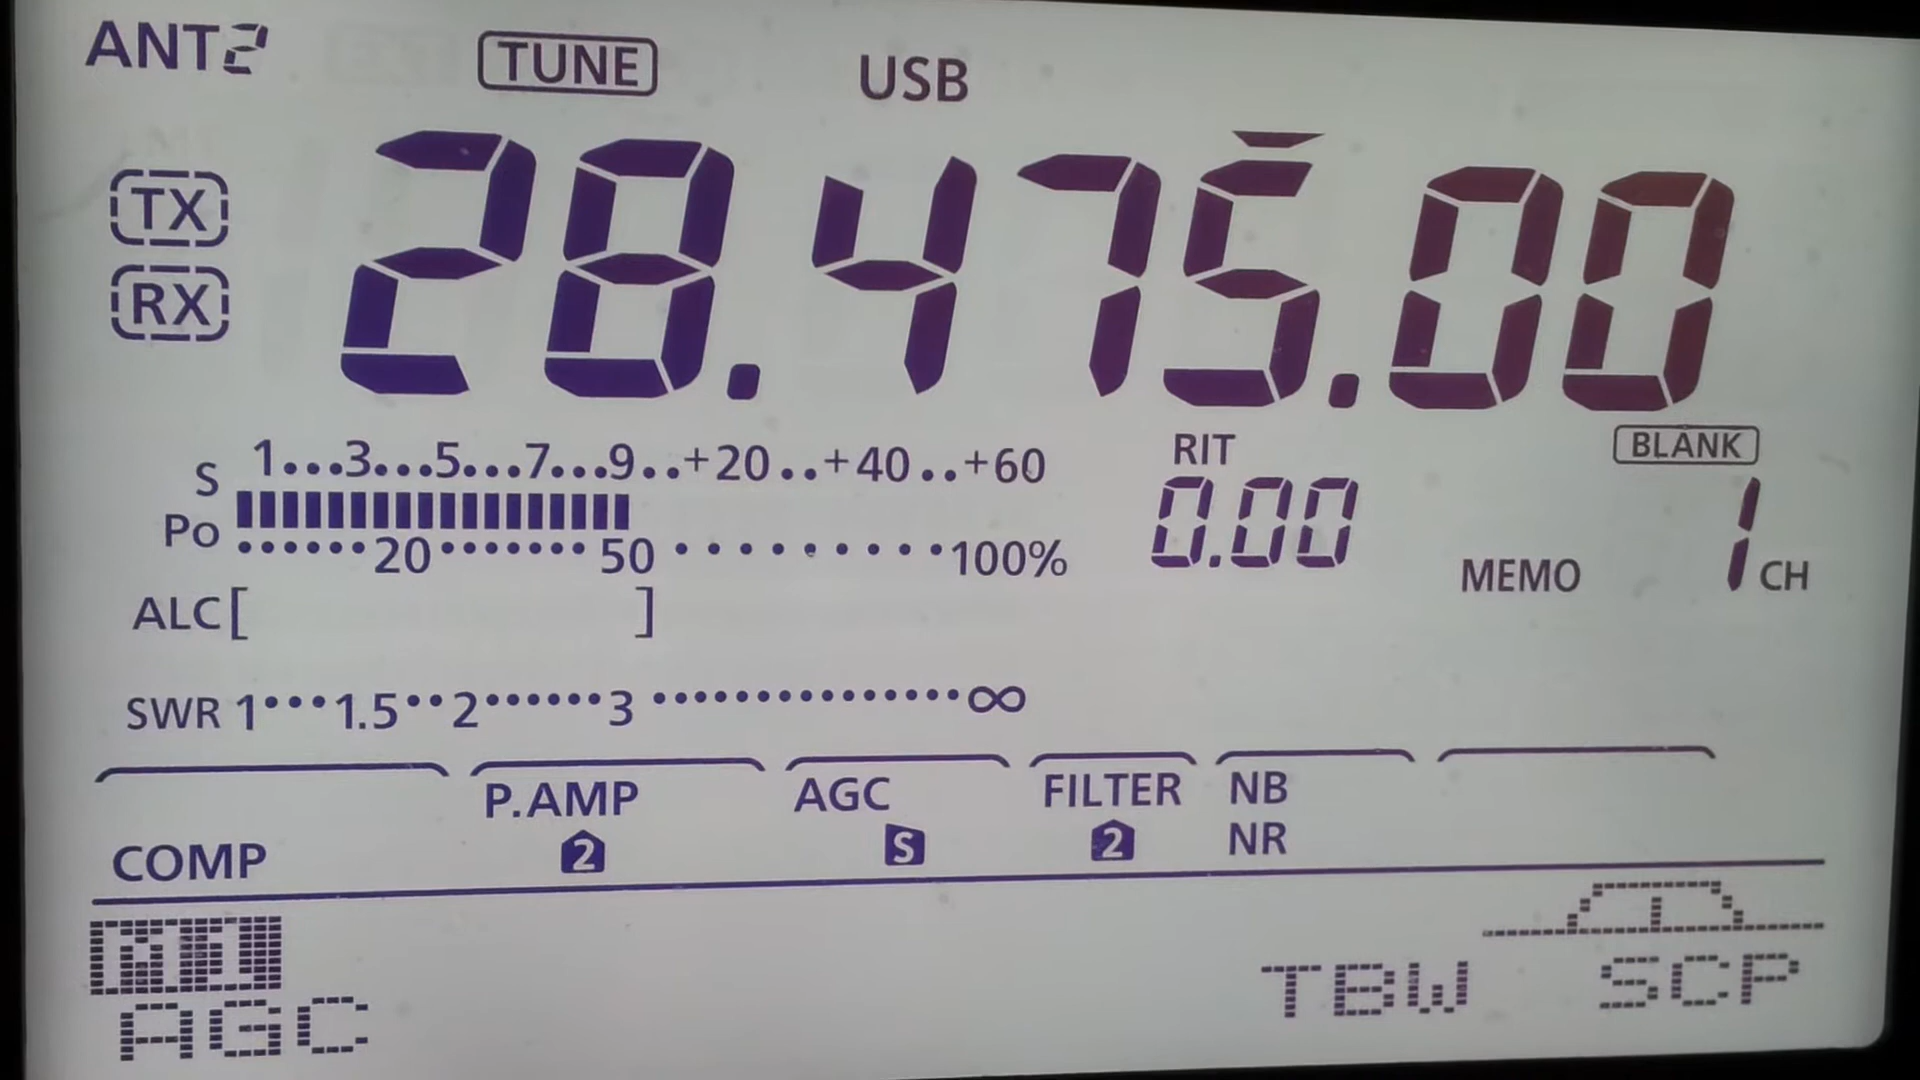 ANT2 TUNE USB
TX
RX
28.475.00
S 1...3...5...7...9..+20..+40..+60
Po ••••••20•••••••50•••••••••100%
RIT
0.00
BLANK
MEMO 1 CH
ALC[ ]
SWR 1•••1.5••2••••••3•••••••••••••••∞
COMP
P.AMP
2
AGC
S
FILTER
2
NB
NR
M1
AGC
TBW SCP